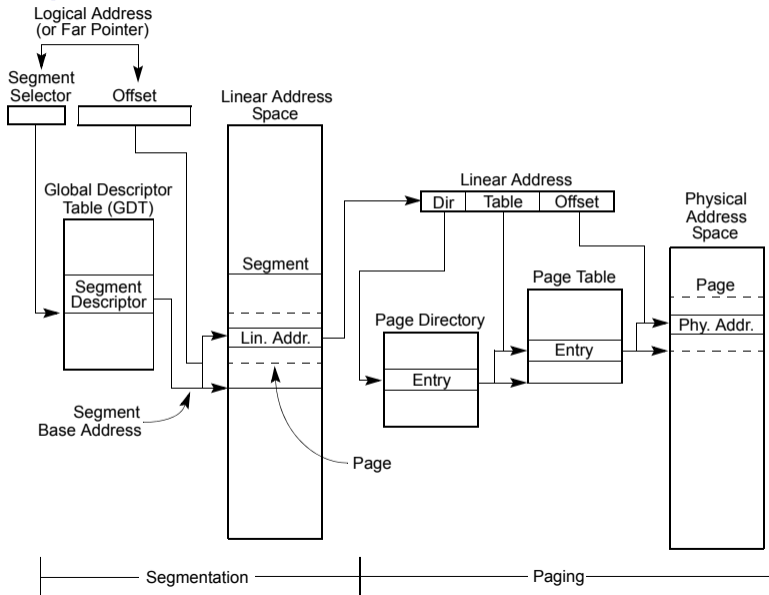 Logical Address
(or Far Pointer)
Segment
Selector
Offset
Linear Address
Space
Global Descriptor
Table (GDT)
Segment
Descriptor
Segment
Lin. Addr.
Segment
Base Address
Page
Linear Address
Dir
Table
Offset
Physical
Address
Space
Page Directory
Entry
Page Table
Entry
Page
Phy. Addr.
Segmentation
Paging